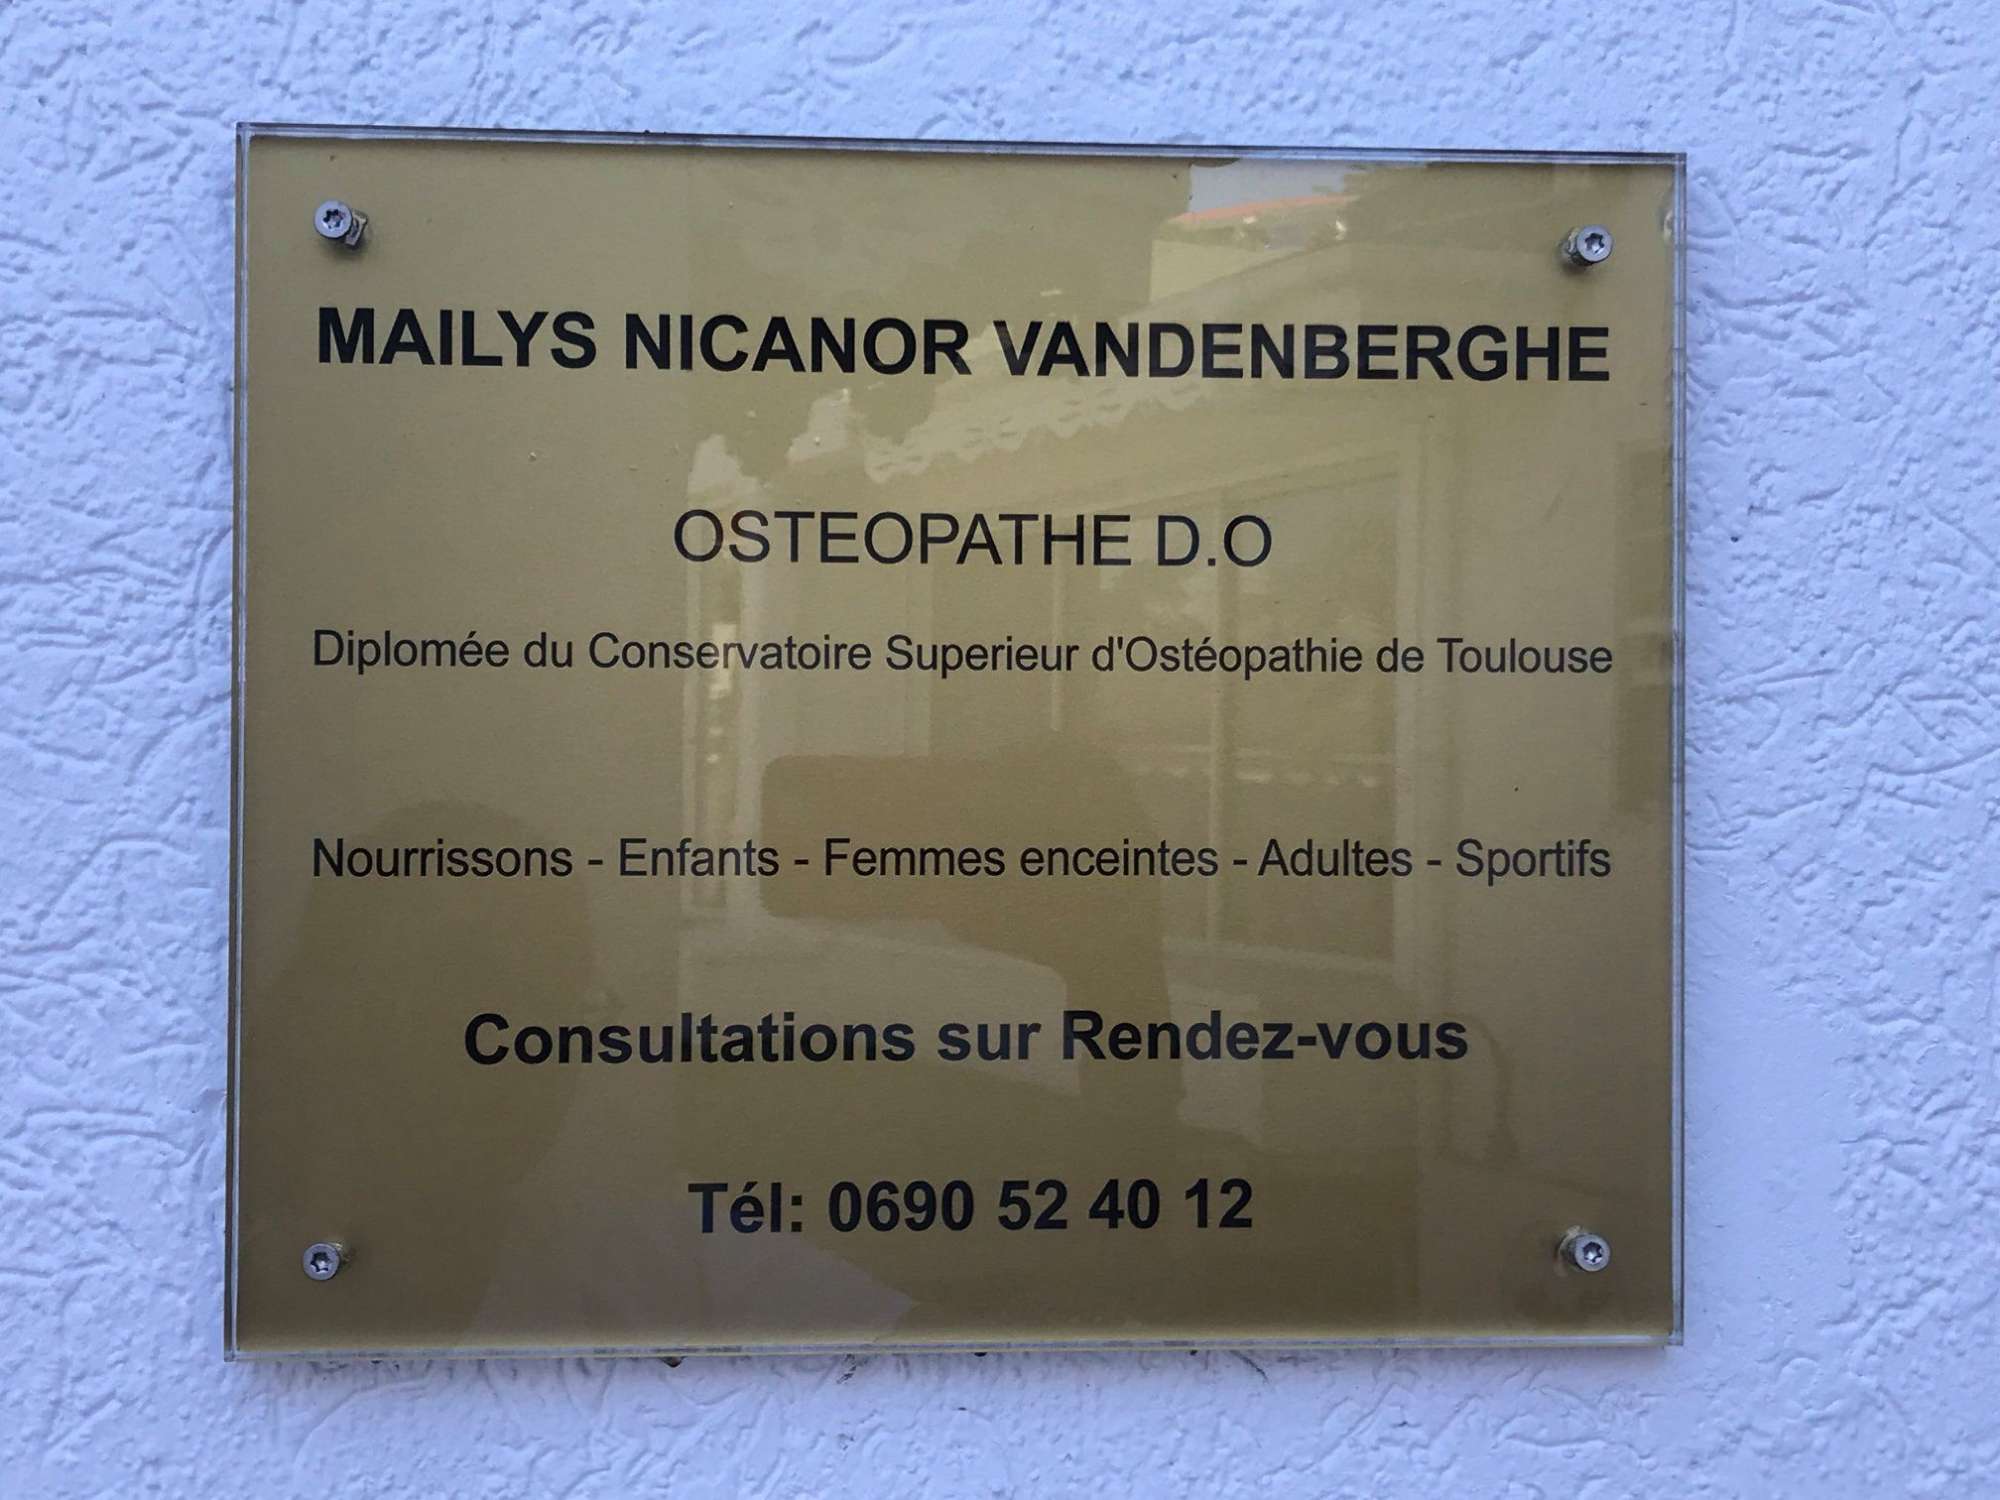 MAILYS NICANOR VANDENBERGHE
OSTEOPATHE D.O
Diplomée du Conservatoire Superieur d'Ostéopathie de Toulouse
Nourrissons - Enfants - Femmes enceintes - Adultes - Sportifs
Consultations sur Rendez-vous
Tél: 0690 52 40 12